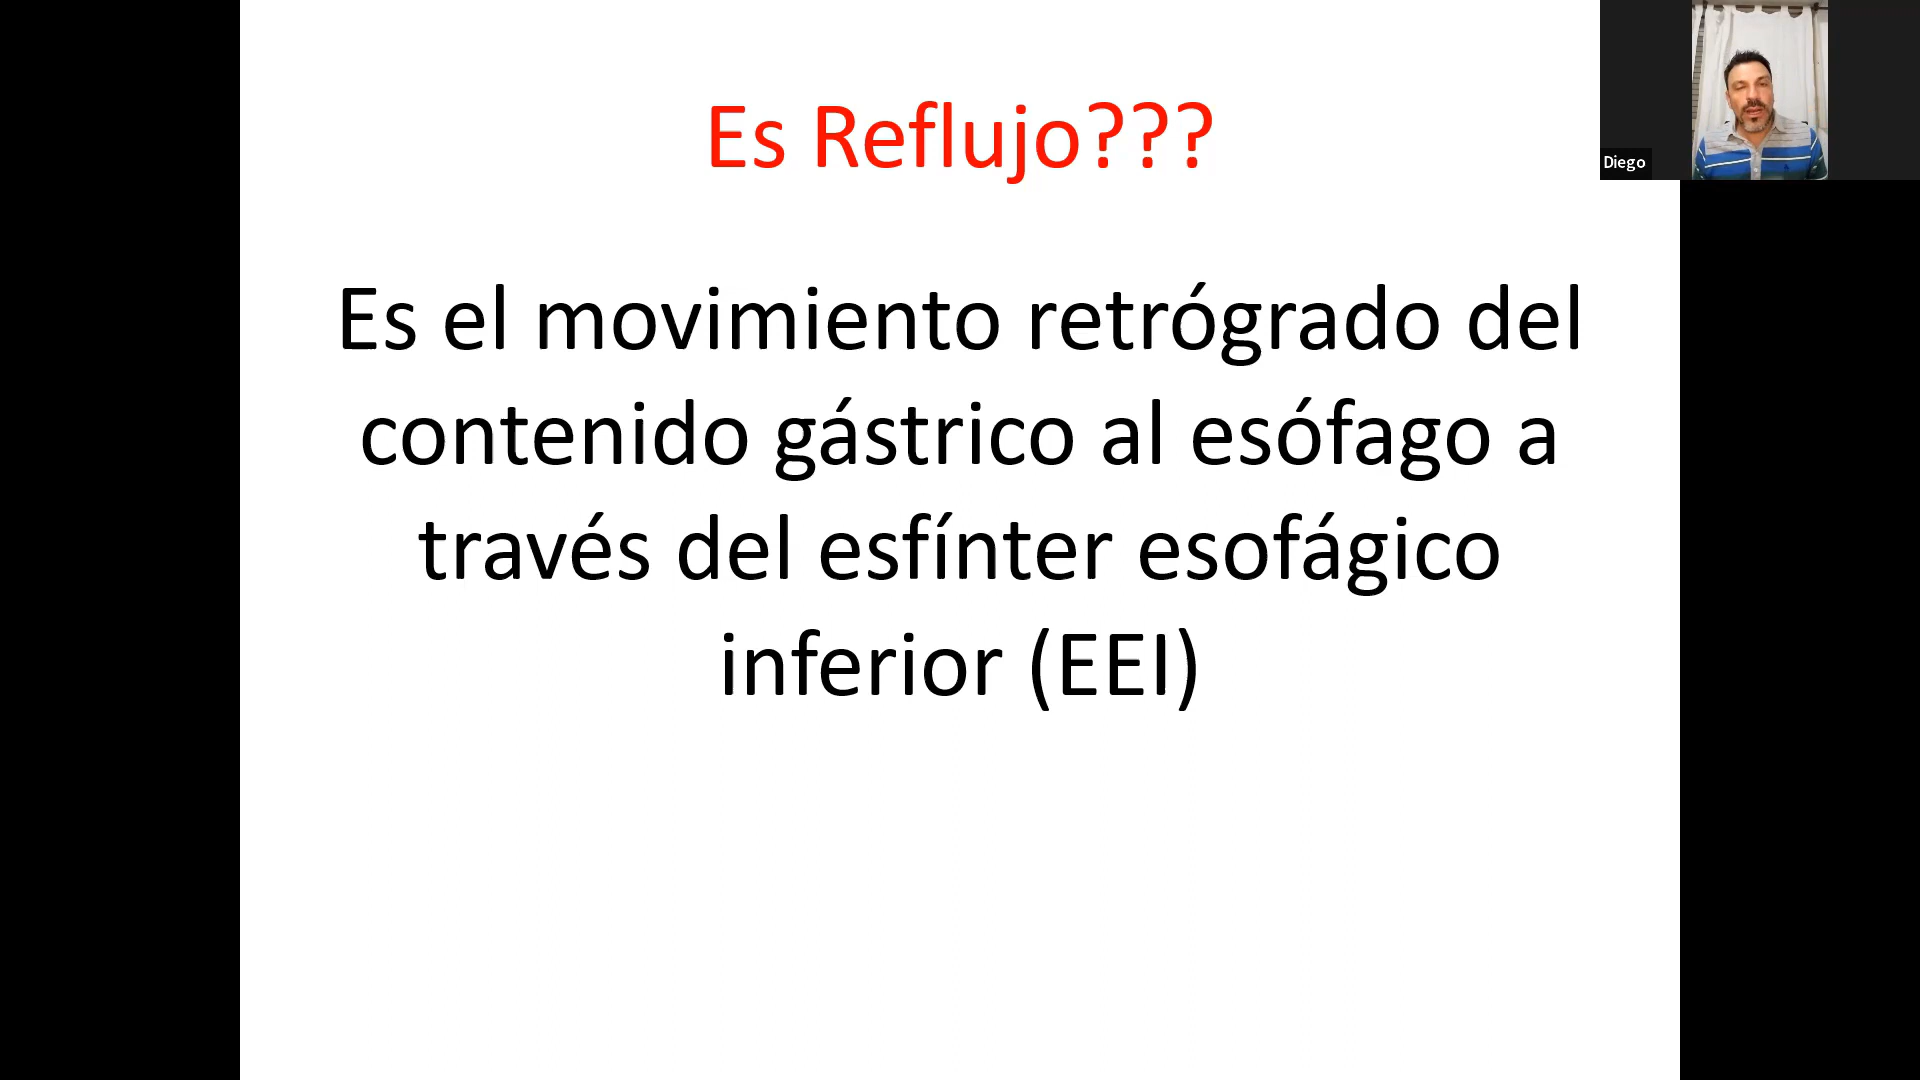 Es Reflujo???
Diego
Es el movimiento retrógrado del
contenido gástrico al esófago a
través del esfínter esofágico
inferior (EEI)